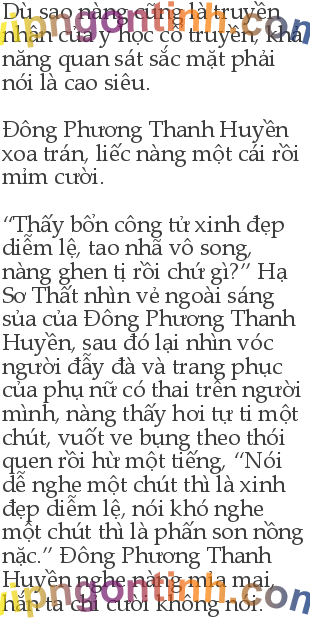 Dù sao nàng cũng là truyền
nhân của y học cổ truyền, khả
năng quan sát sắc mặt phải
nói là cao siêu.
Đông Phương Thanh Huyền
xoa trán, liếc nàng một cái rồi
mỉm cười.
“Thấy bổn công tử xinh đẹp
diễm lệ, tao nhã vô song,
nàng ghen tị rồi chứ gì?” Hạ
Sơ Thất nhìn vẻ ngoài sáng
sủa của Đông Phương Thanh
Huyền, sau đó lại nhìn vóc
người đẫy đà và trang phục
của phụ nữ có thai trên người
mình, nàng thấy hơi tự ti một
chút, vuốt ve bụng theo thói
quen rồi hừ một tiếng, “Nói
dễ nghe một chút thì là xinh
đẹp diễm lệ, nói khó nghe
một chút thì là phấn son nồng
nặc.” Đông Phương Thanh
Huyền nghe nàng mỉa mai,
hắn ta chỉ cười không nói.